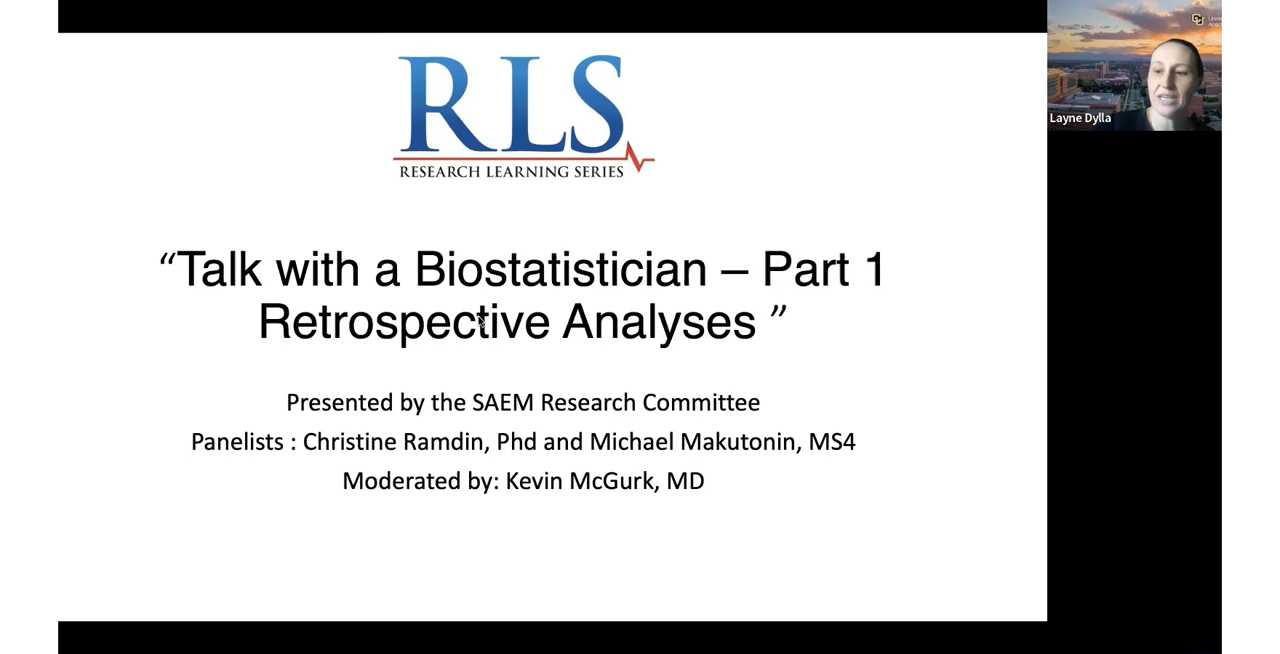 RLS
RESEARCH LEARNING SERIES
“Talk with a Biostatistician – Part 1
Retrospective Analyses ”
Presented by the SAEM Research Committee
Panelists : Christine Ramdin, Phd and Michael Makutonin, MS4
Moderated by: Kevin McGurk, MD
Layne Dylla